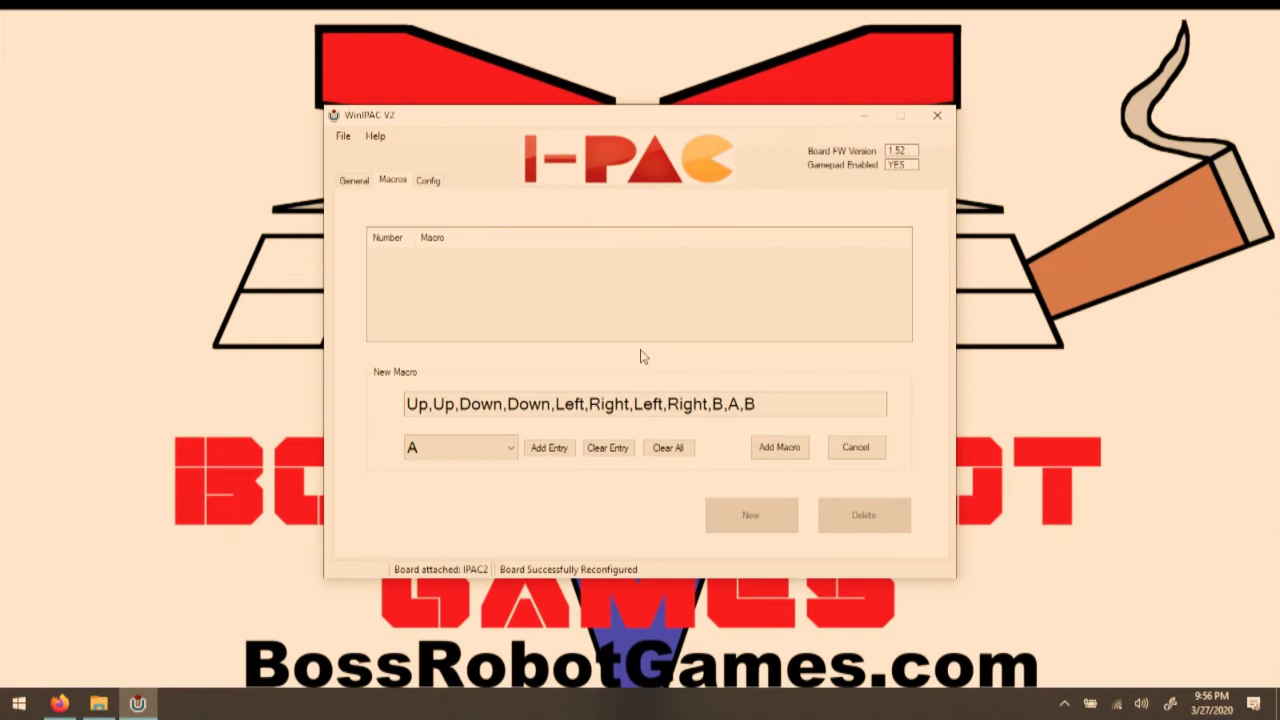 WinIPAC V2
File Help
I-PAC
Board FW Version 1.52
Gamepad Enabled YES
General Macros Config
Number Macro
New Macro
Up,Up,Down,Down,Left,Right,Left,Right,B,A,B
A Add Entry Clear Entry Clear All Add Macro Cancel
New Delete
Board attached: IPAC2 Board Successfully Reconfigured
GAMES
BossRobotGames.com
9:56 PM
3/27/2020